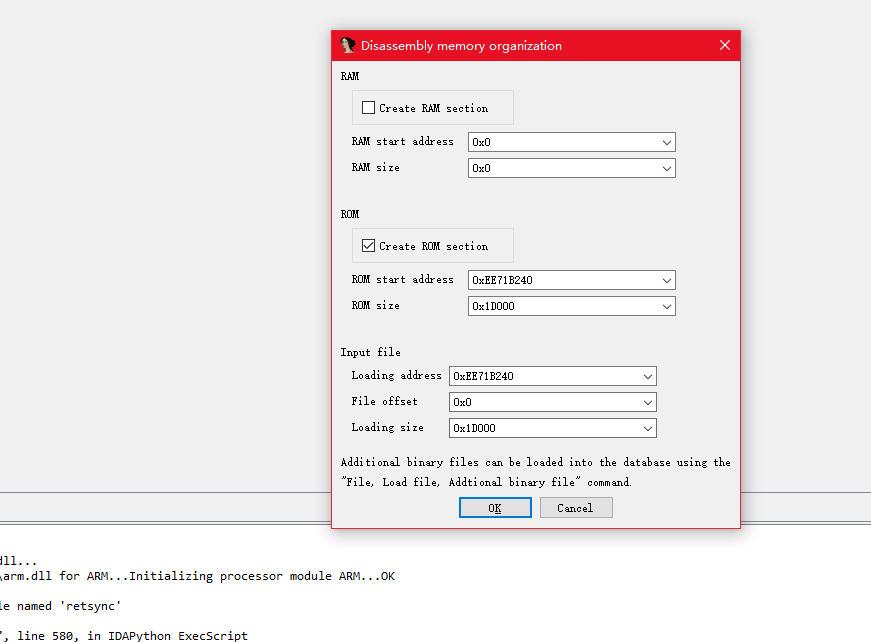 Disassembly memory organization
RAM
Create RAM section
RAM start address 0x0
RAM size 0x0
ROM
Create ROM section
ROM start address 0xEE71B240
ROM size 0x1D000
Input file
Loading address 0xEE71B240
File offset 0x0
Loading size 0x1D000
Additional binary files can be loaded into the database using the
"File, Load file, Addtional binary file" command.
OK Cancel
dll...
\arm.dll for ARM...Initializing processor module ARM...OK
le named 'retsync'
", line 580, in IDAPython_ExecScript